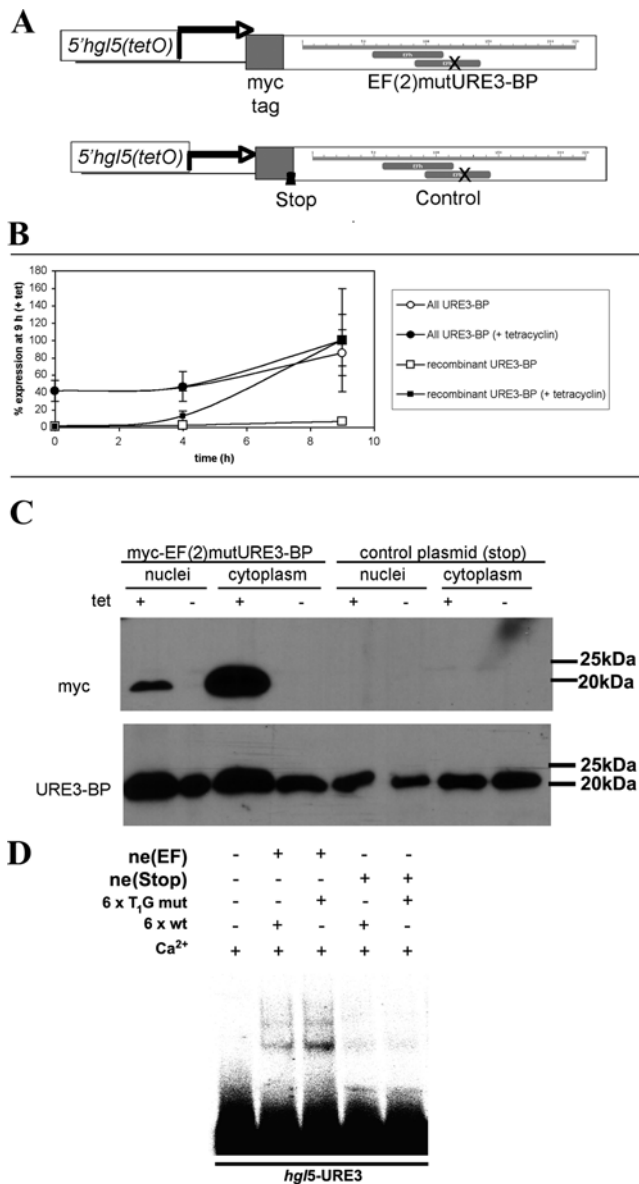 A
5'hgl5(tetO)
myc tag
EF(2)mutURE3-BP
5'hgl5(tetO)
Stop
Control
B
% expression at 9 h (+ tet)
180
160
140
120
100
80
60
40
20
0
0 2 4 6 8 10
time (h)
All URE3-BP
All URE3-BP (+ tetracyclin)
recombinant URE3-BP
recombinant URE3-BP (+ tetracyclin)
C
myc-EF(2)mutURE3-BP control plasmid (stop)
nuclei cytoplasm nuclei cytoplasm
tet + - + - + - + -
myc
25kDa
20kDa
URE3-BP
25kDa
20kDa
D
ne(EF) - + + - -
ne(Stop) - - - + +
6 x T1G mut - - + - +
6 x wt - + - + -
Ca2+ + + + + +
hgl5-URE3